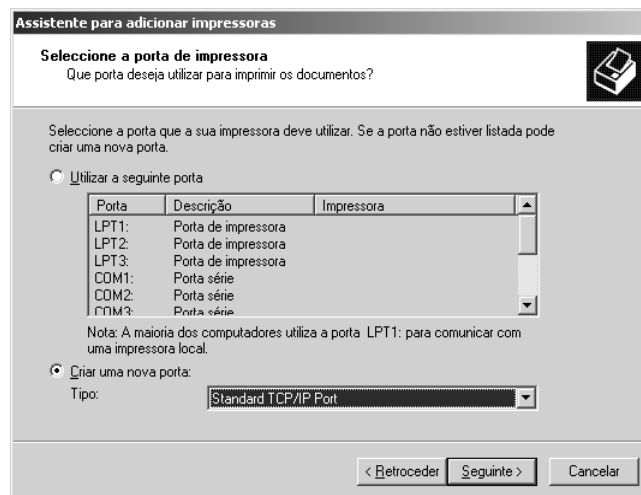 Assistente para adicionar impressoras
Seleccione a porta de impressora
Que porta deseja utilizar para imprimir os documentos?
Seleccione a porta que a sua impressora deve utilizar. Se a porta não estiver listada pode
criar uma nova porta.
Utilizar a seguinte porta
Porta Descrição Impressora
LPT1: Porta de impressora
LPT2: Porta de impressora
LPT3: Porta de impressora
COM1: Porta série
COM2: Porta série
COM3: Porta série
Nota: A maioria dos computadores utiliza a porta LPT1: para comunicar com
uma impressora local.
Criar uma nova porta:
Tipo: Standard TCP/IP Port
< Retroceder Seguinte > Cancelar